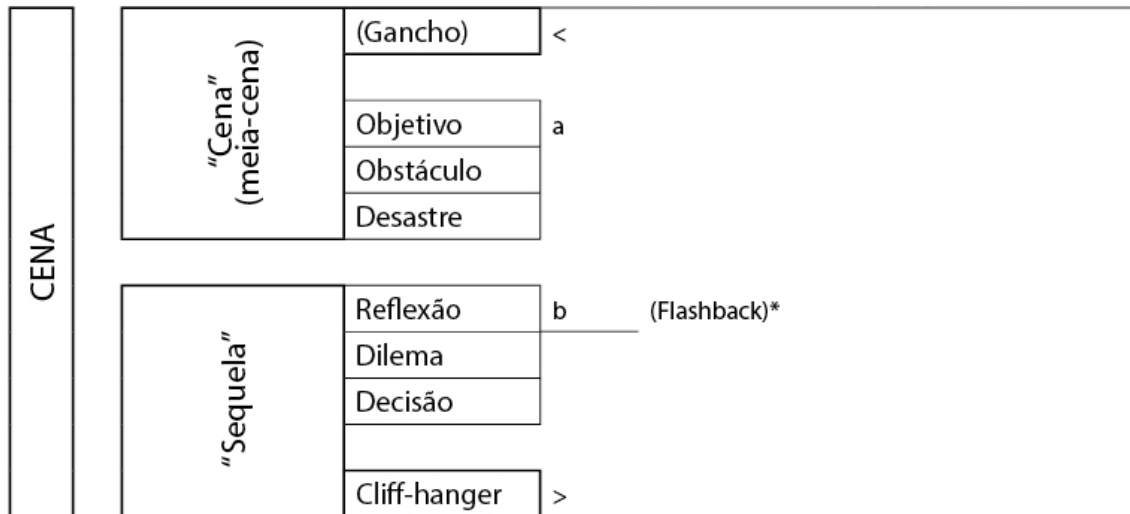 CENA
“Cena”
(meia-cena)
(Gancho) <
Objetivo a
Obstáculo
Desastre
“Sequela”
Reflexão b (Flashback)*
Dilema
Decisão
Cliff-hanger >